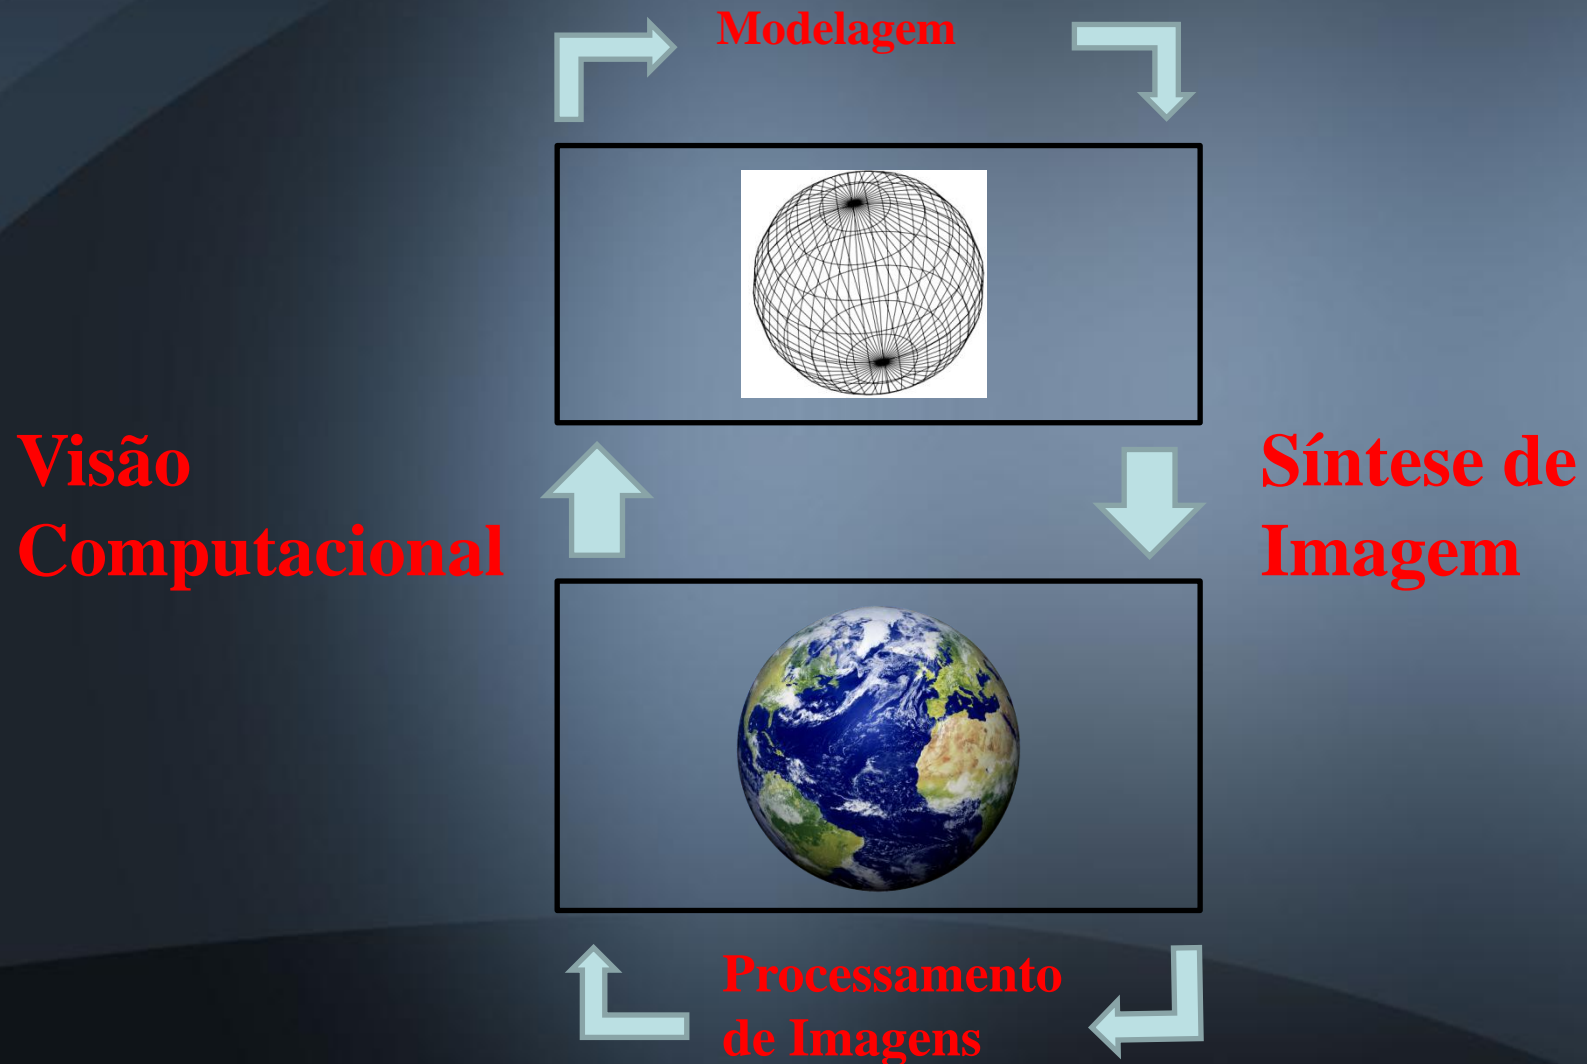 Modelagem
Visão
Computacional
Síntese de
Imagem
Processamento
de Imagens